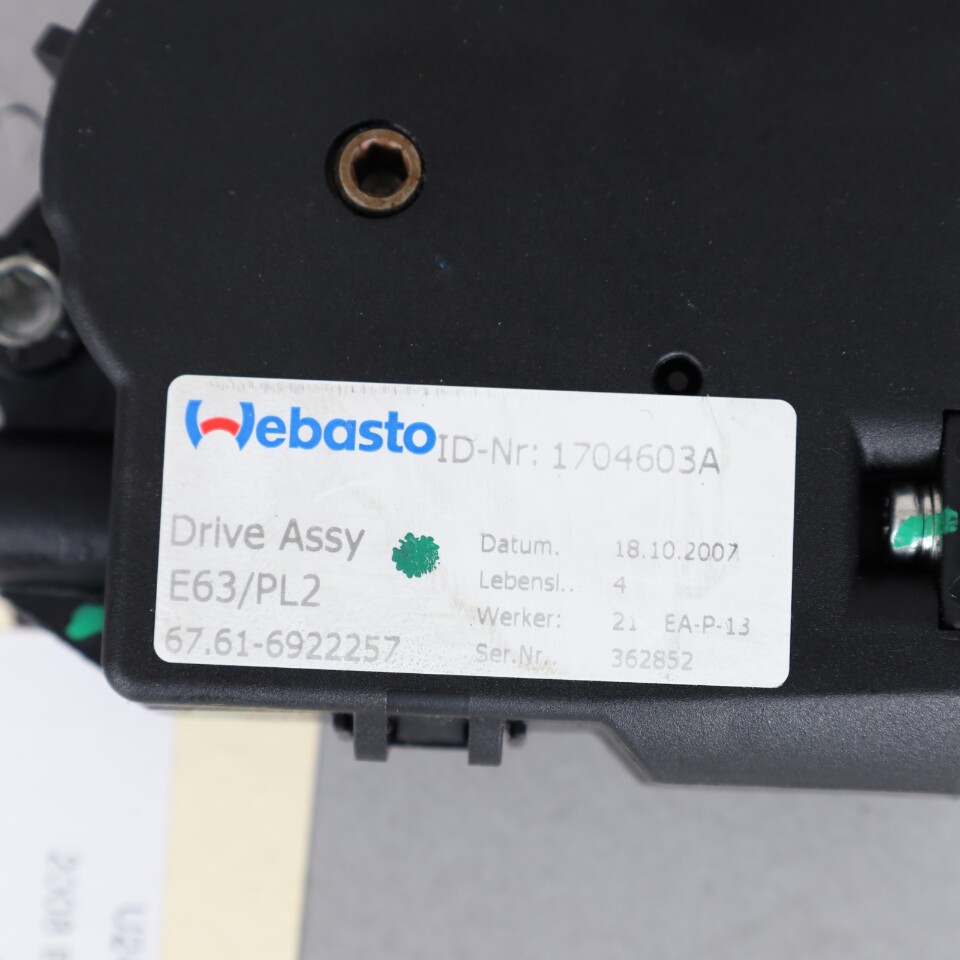 Webasto ID-Nr: 1704603A
Drive Assy
E63/PL2
67.61-6922257
Datum. 18.10.2007
Lebensl.. 4
Werker: 21 EA-P-13
Ser.Nr.. 362852
2008